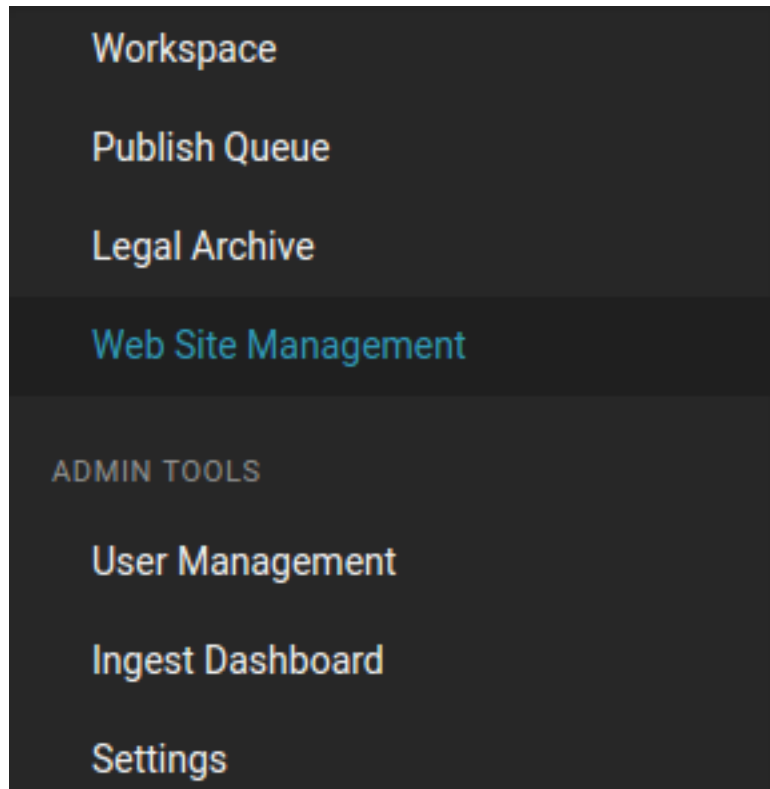 Workspace
Publish Queue
Legal Archive
Web Site Management
ADMIN TOOLS
User Management
Ingest Dashboard
Settings